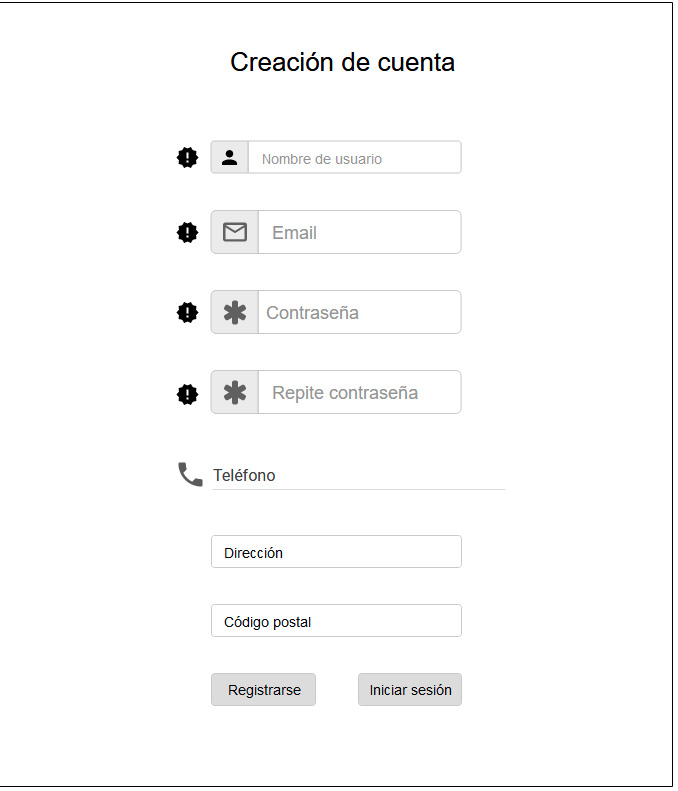 Creación de cuenta
Nombre de usuario
Email
Contraseña
Repite contraseña
Teléfono
Dirección
Código postal
Registrarse
Iniciar sesión